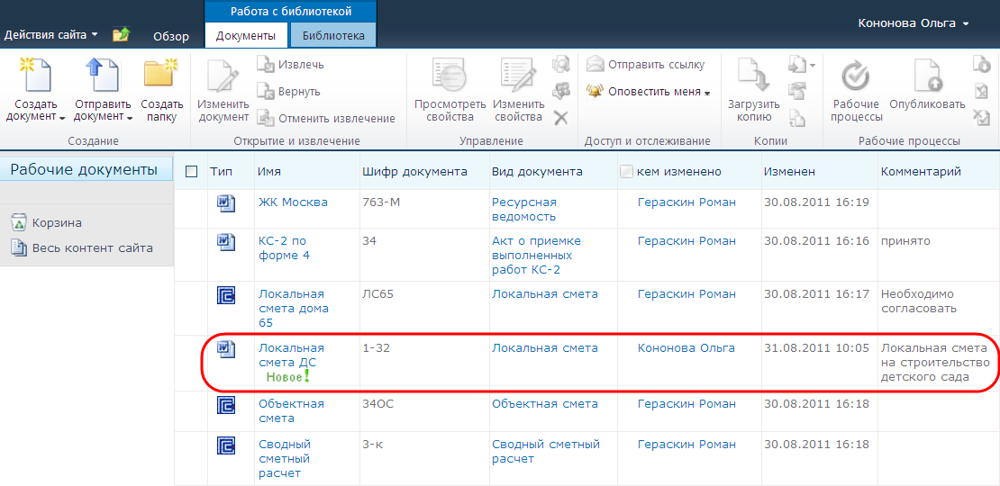 Работа с библиотекой
Действия сайта
Обзор
Документы
Библиотека
Кононова Ольга
Создать документ
Отправить документ
Создать папку
Создание
Изменить документ
Извлечь
Вернуть
Отменить извлечение
Открытие и извлечение
Просмотреть свойства
Изменить свойства
Управление
Отправить ссылку
Оповестить меня
Доступ и отслеживание
Загрузить копию
Копии
Рабочие процессы
Опубликовать
Рабочие процессы
Рабочие документы
Корзина
Весь контент сайта
Тип Имя Шифр документа Вид документа кем изменено Изменен Комментарий
ЖК Москва 763-М Ресурсная Гераскин Роман 30.08.2011 16:19
ведомость
КС-2 по 34 Акт о приемке Гераскин Роман 30.08.2011 16:16 принято
форме 4 выполненных
работ КС-2
Локальная ЛС65 Локальная смета Гераскин Роман 30.08.2011 16:17 Необходимо
смета дома согласовать
65
Локальная 1-32 Локальная смета Кононова Ольга 31.08.2011 10:05 Локальная смета
смета ДС на строительство
Новое! детского сада
Объектная 34ОС Объектная смета Гераскин Роман 30.08.2011 16:18
смета
Сводный 3-к Сводный сметный Гераскин Роман 30.08.2011 16:18
сметный расчет
расчет